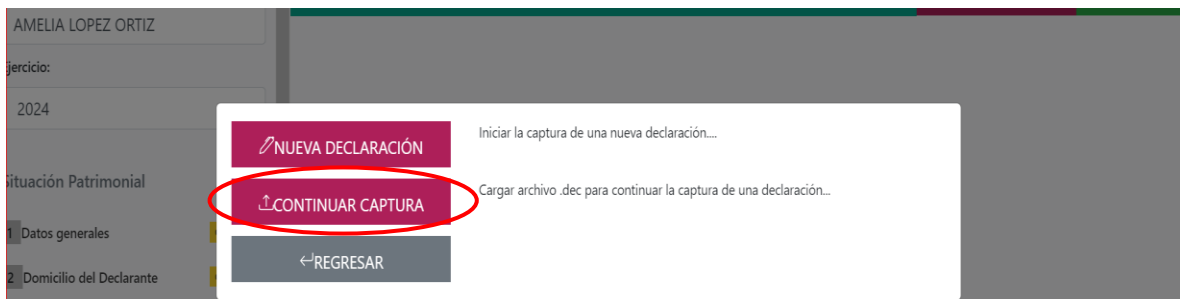 AMELIA LOPEZ ORTIZ
jercicio:
2024
NUEVA DECLARACIÓN
Iniciar la captura de una nueva declaración....
Situación Patrimonial
CONTINUAR CAPTURA
Cargar archivo .dec para continuar la captura de una declaración...
1 Datos generales
REGRESAR
2 Domicilio del Declarante